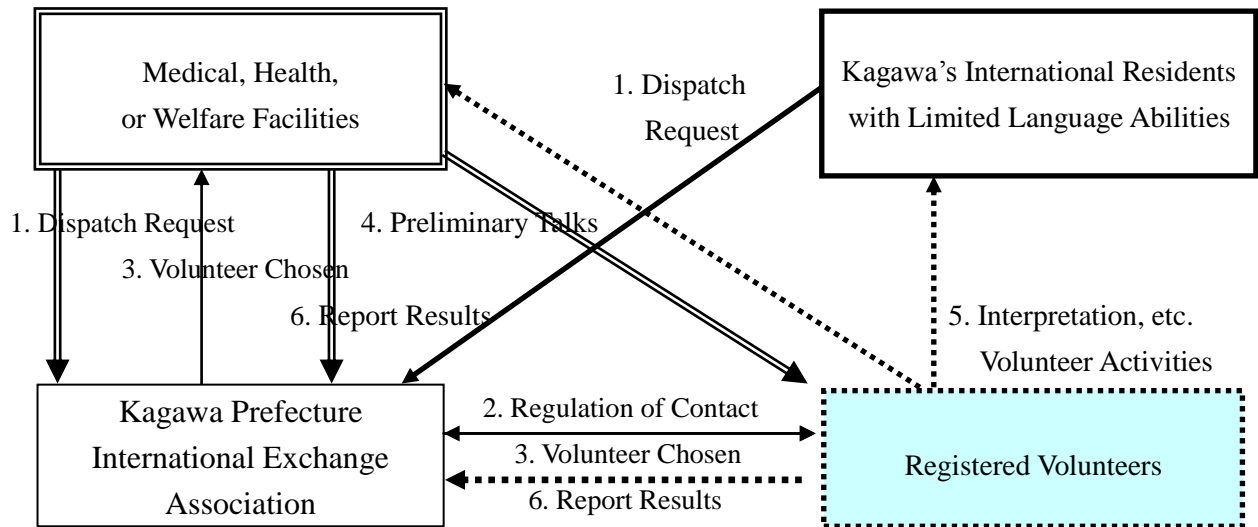 Medical, Health,
or Welfare Facilities
Kagawa’s International Residents
with Limited Language Abilities
1. Dispatch
Request
1. Dispatch Request
4. Preliminary Talks
3. Volunteer Chosen
6. Report Results
5. Interpretation, etc.
Volunteer Activities
Kagawa Prefecture
International Exchange
Association
2. Regulation of Contact
3. Volunteer Chosen
6. Report Results
Registered Volunteers